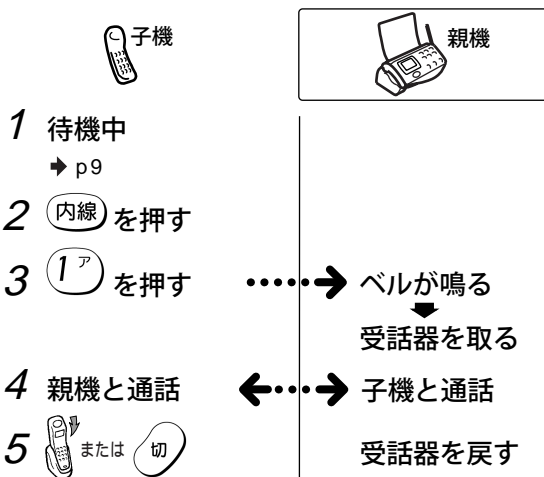 子機
親機
1 待機中
➔ p9
2 内線 を押す
3 1ア を押す
ベルが鳴る
受話器を取る
4 親機と通話
子機と通話
5 または 切
受話器を戻す